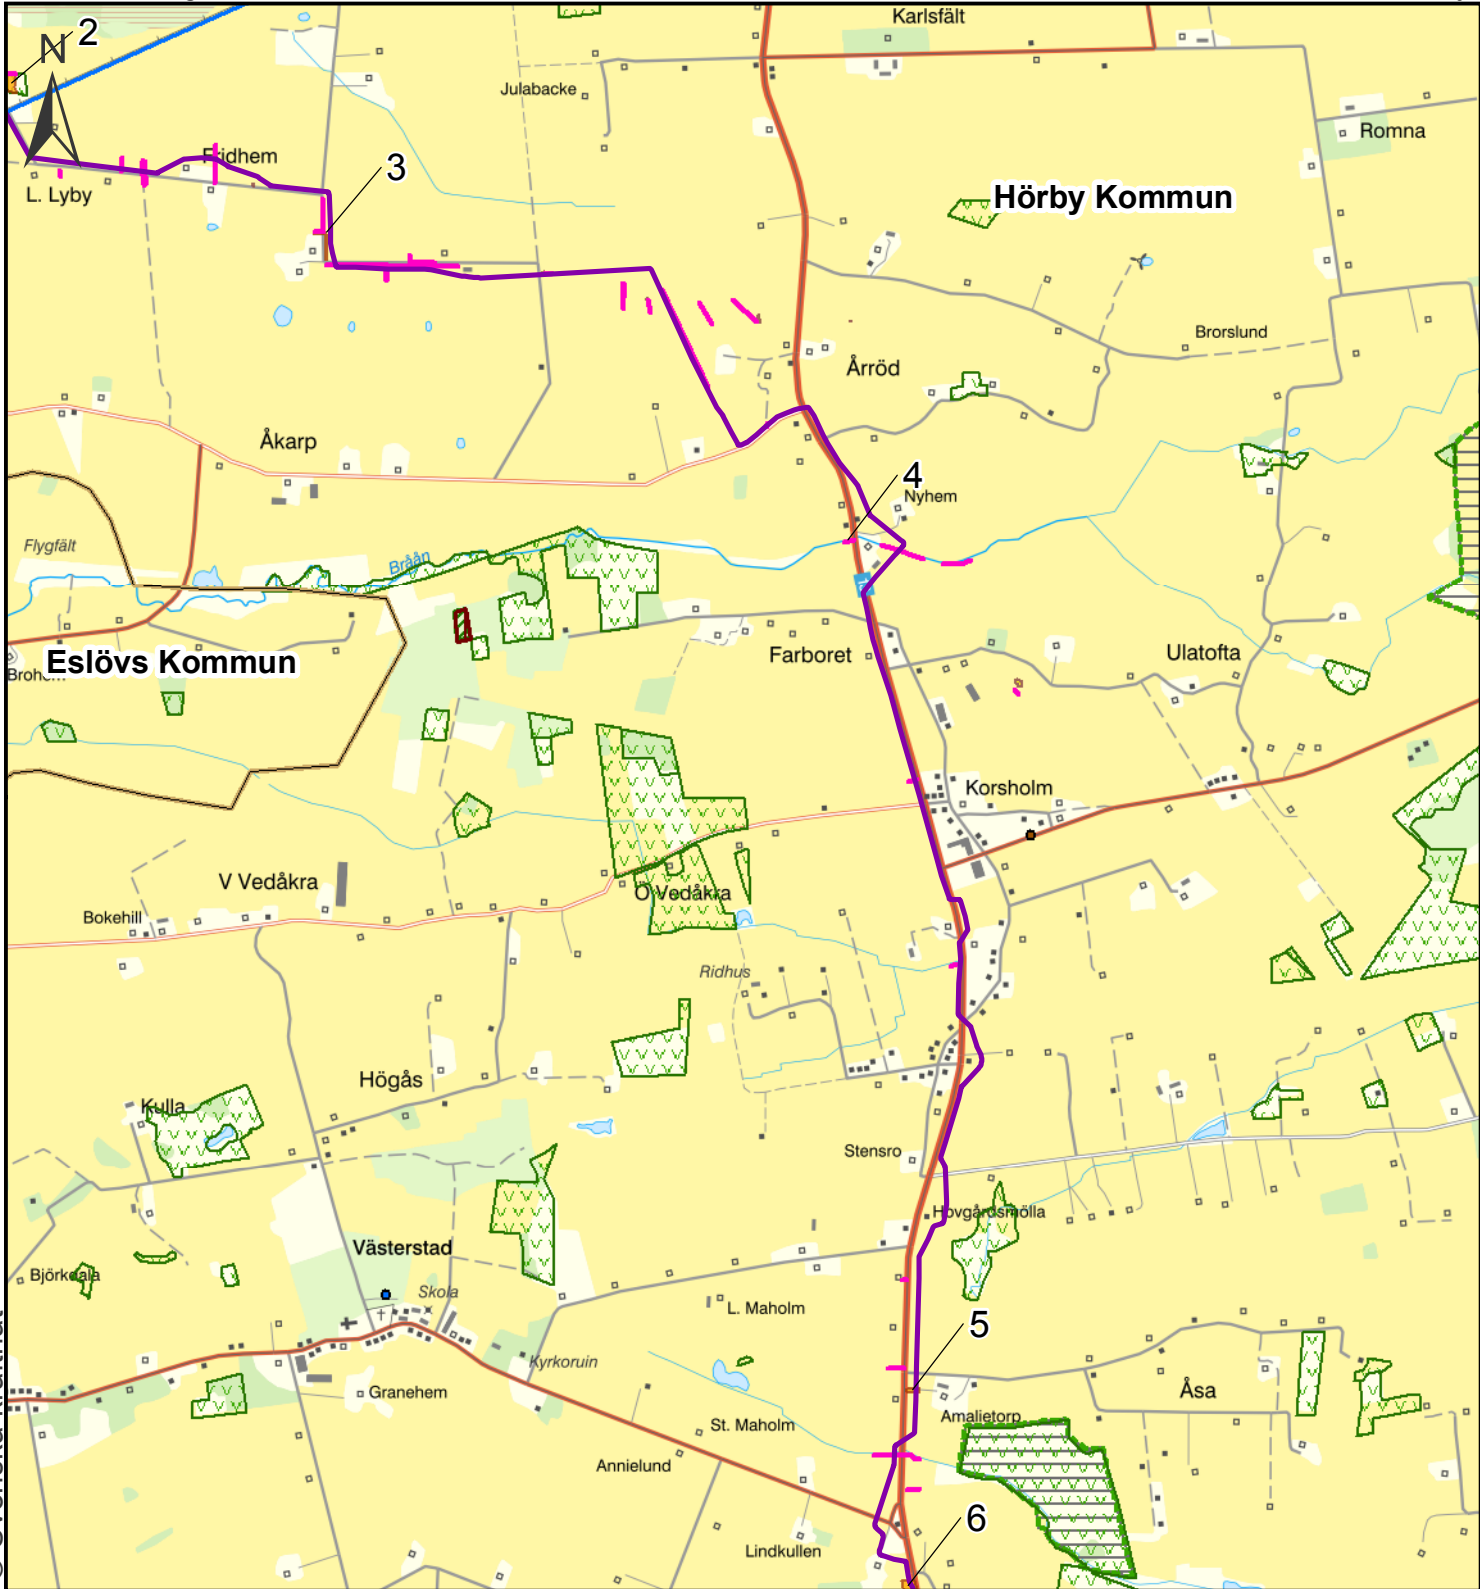 Karlsfält
N
2
Julabacke
Romna
Fridhem
3
L. Lyby
Hörby Kommun
Brorslund
Årröd
Åkarp
4
Nyhem
Flygfält
Bråån
Eslövs Kommun
Farboret
Ulatofta
Korsholm
V Vedåkra
Ö Vedåkra
Bokehill
Ridhus
Högås
Kulla
Stensro
Hovgårdsmölla
Västerstad
Björkdala
Skola
L. Maholm
5
Kyrkoruin
Granehem
Åsa
Amalietorp
St. Maholm
Annielund
6
Lindkullen